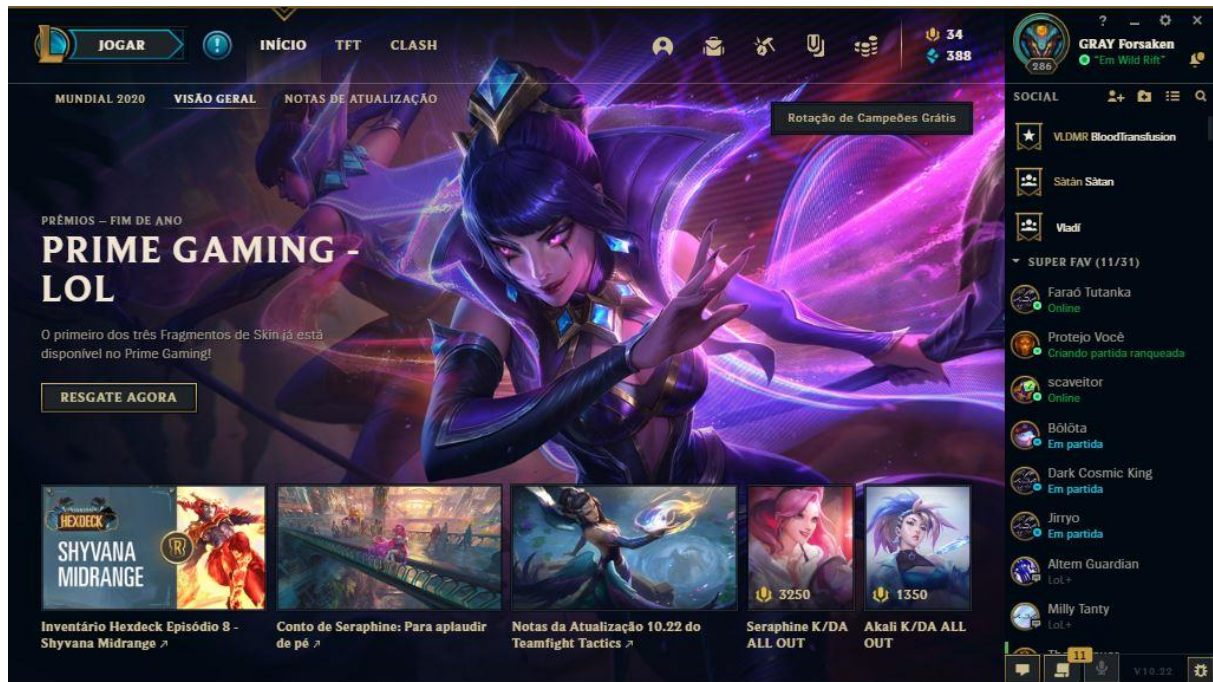 JOGAR
INÍCIO
TFT
CLASH
34
388
?
GRAY Forsaken
286
"Em Wild Rift"
MUNDIAL 2020
VISÃO GERAL
NOTAS DE ATUALIZAÇÃO
Rotação de Campeões Grátis
PRÊMIOS – FIM DE ANO
PRIME GAMING -
LOL
O primeiro dos três Fragmentos de Skin já está
disponível no Prime Gaming!
RESGATE AGORA
HEXDECK
SHYVANA
MIDRANGE
Inventário Hexdeck Episódio 8 -
Shyvana Midrange
Conto de Seraphine: Para aplaudir
de pé
Notas da Atualização 10.22 do
Teamfight Tactics
3250
Seraphine K/DA
ALL OUT
1350
Akali K/DA ALL
OUT
SOCIAL
VLDMR BloodTransfusion
Sàtàn Sàtan
Vladí
SUPER FAV (11/31)
Faraó Tutanka
Online
Protejo Você
Criando partida ranqueada
scaveitor
Online
Bôlôta
Em partida
Dark Cosmic King
Em partida
Jirryo
Em partida
Altem Guardian
LoL+
Milly Tanty
LoL+
11
V10.22